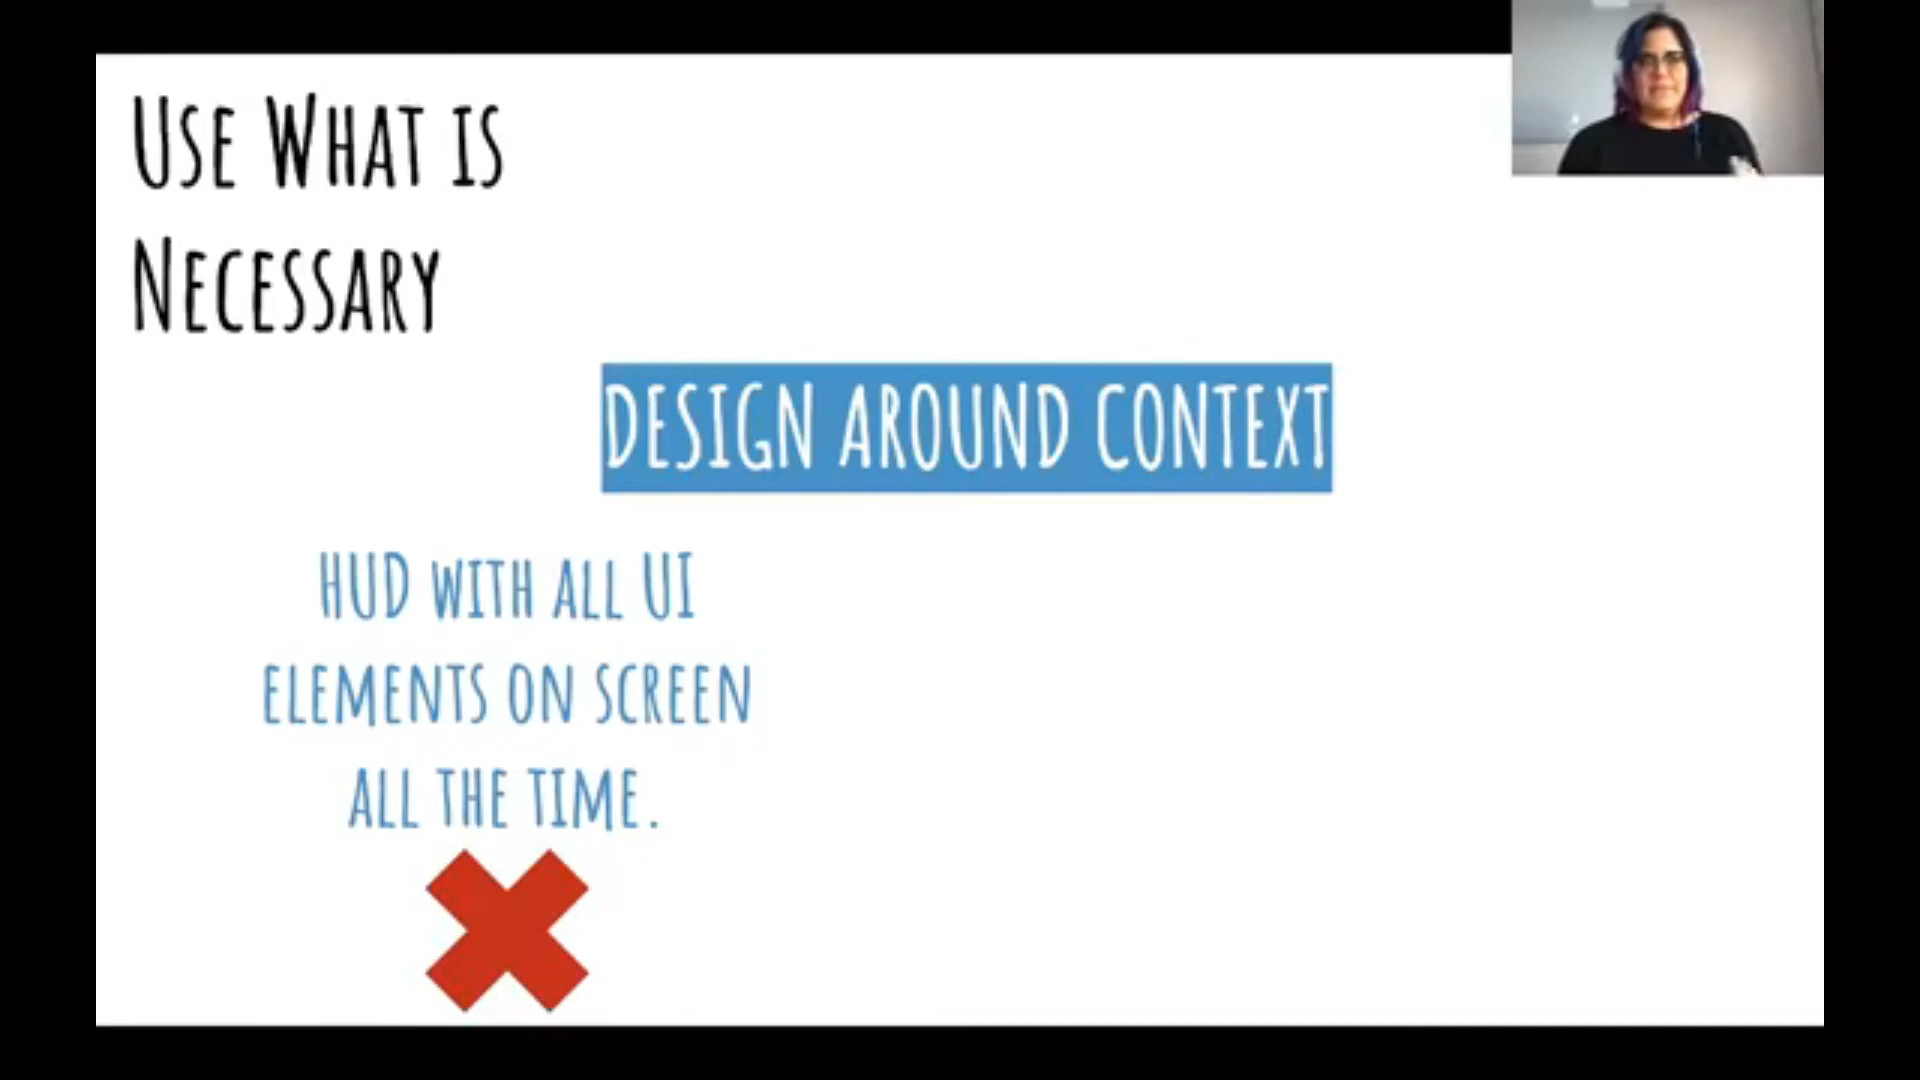 Use What is
Necessary
DESIGN AROUND CONTEXT
HUD with all UI
elements on screen
all the time.